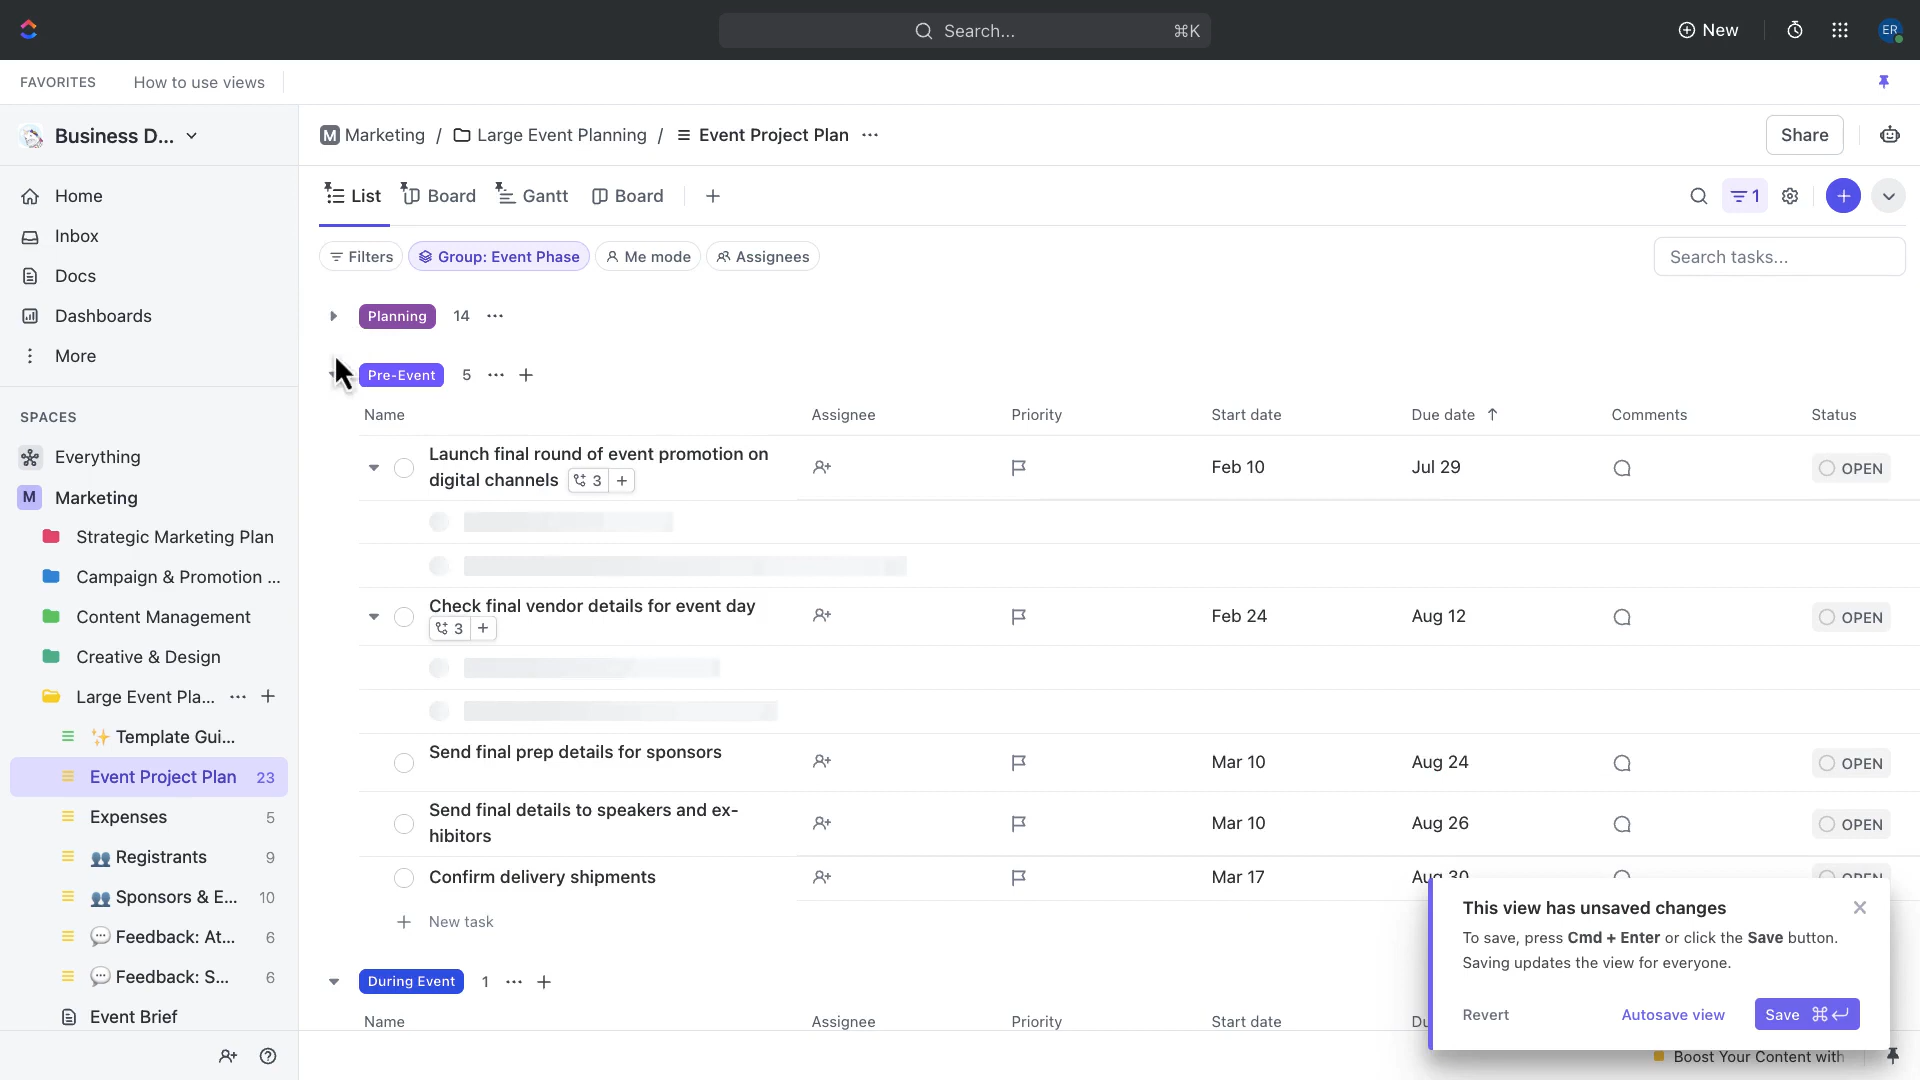 Search...
⌘K
New
ER
FAVORITES
How to use views
Business D...
M Marketing / Large Event Planning / Event Project Plan
Share
Home
Inbox
Docs
Dashboards
More
SPACES
Everything
M Marketing
Strategic Marketing Plan
Campaign & Promotion ...
Content Management
Creative & Design
Large Event Pla...
✨ Template Gui...
Event Project Plan 23
Expenses 5
👥 Registrants 9
👥 Sponsors & E... 10
💬 Feedback: At... 6
💬 Feedback: S... 6
Event Brief
List
Board
Gantt
Board
1
Filters
Group: Event Phase
Me mode
Assignees
Search tasks...
Planning 14
Pre-Event 5
Name Assignee Priority Start date Due date Comments Status
Launch final round of event promotion on
digital channels 3 +
Feb 10 Jul 29 OPEN
Check final vendor details for event day
3 +
Feb 24 Aug 12 OPEN
Send final prep details for sponsors Mar 10 Aug 24 OPEN
Send final details to speakers and ex-
hibitors
Mar 10 Aug 26 OPEN
Confirm delivery shipments Mar 17 Aug 30 OPEN
New task
During Event 1
Name Assignee Priority Start date Du
This view has unsaved changes
To save, press Cmd + Enter or click the Save button.
Saving updates the view for everyone.
Revert
Autosave view
Save ⌘↵
Boost Your Content with